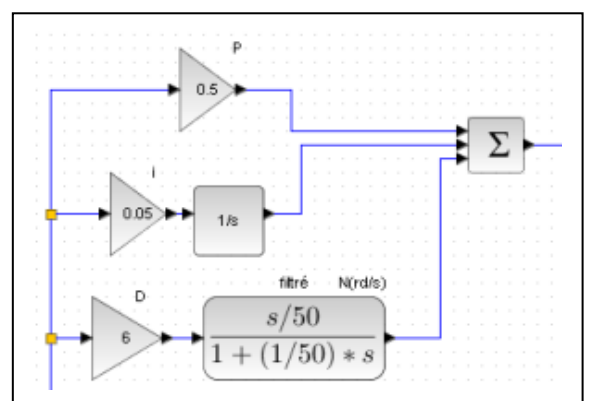 P
0.5
Σ
i
0.05
1/s
filtré N(rd/s)
D
6
s/50
1 + (1/50) ∗ s